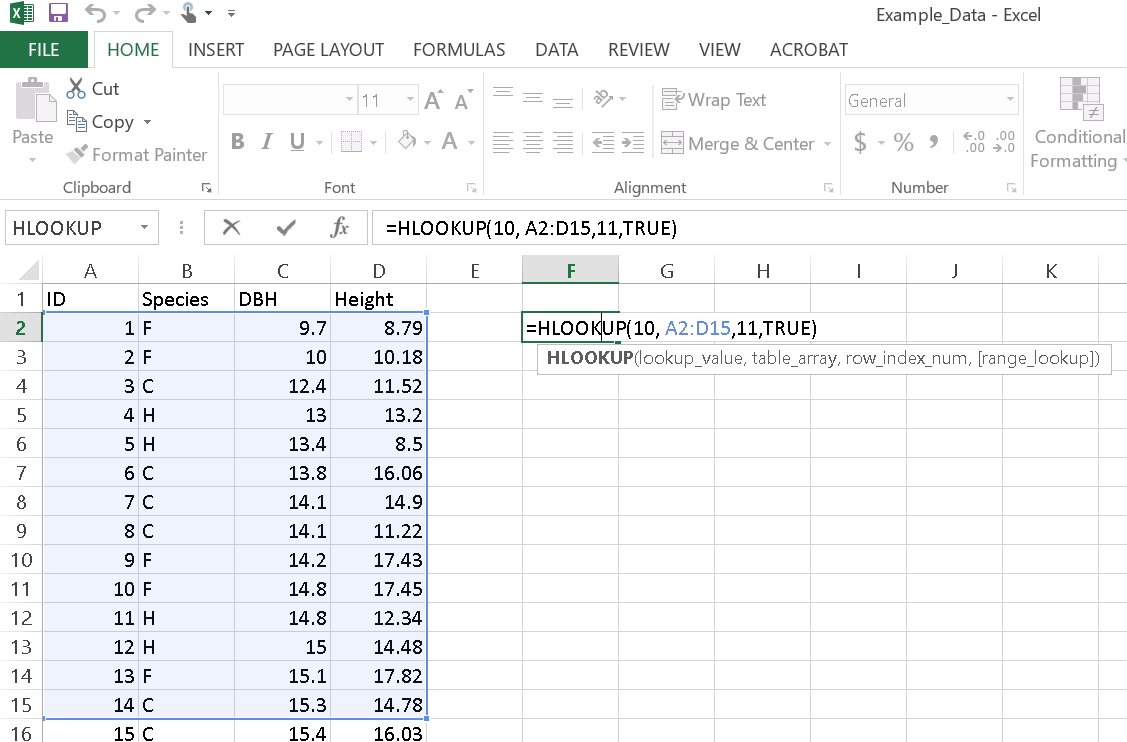 Example_Data - Excel
FILE HOME INSERT PAGE LAYOUT FORMULAS DATA REVIEW VIEW ACROBAT
Paste
Cut
Copy
Format Painter
Clipboard
11 A A
B I U A
Font
Wrap Text
Merge & Center
Alignment
General
$ % , ←.0 .00 .00 →.0
Number
Conditional
Formatting
HLOOKUP fx =HLOOKUP(10, A2:D15,11,TRUE)
A B C D E F G H I J K
1 ID Species DBH Height
2 1 F 9.7 8.79 =HLOOKUP(10, A2:D15,11,TRUE)
HLOOKUP(lookup_value, table_array, row_index_num, [range_lookup])
3 2 F 10 10.18
4 3 C 12.4 11.52
5 4 H 13 13.2
6 5 H 13.4 8.5
7 6 C 13.8 16.06
8 7 C 14.1 14.9
9 8 C 14.1 11.22
10 9 F 14.2 17.43
11 10 F 14.8 17.45
12 11 H 14.8 12.34
13 12 H 15 14.48
14 13 F 15.1 17.82
15 14 C 15.3 14.78
16 15 C 15.4 16.03